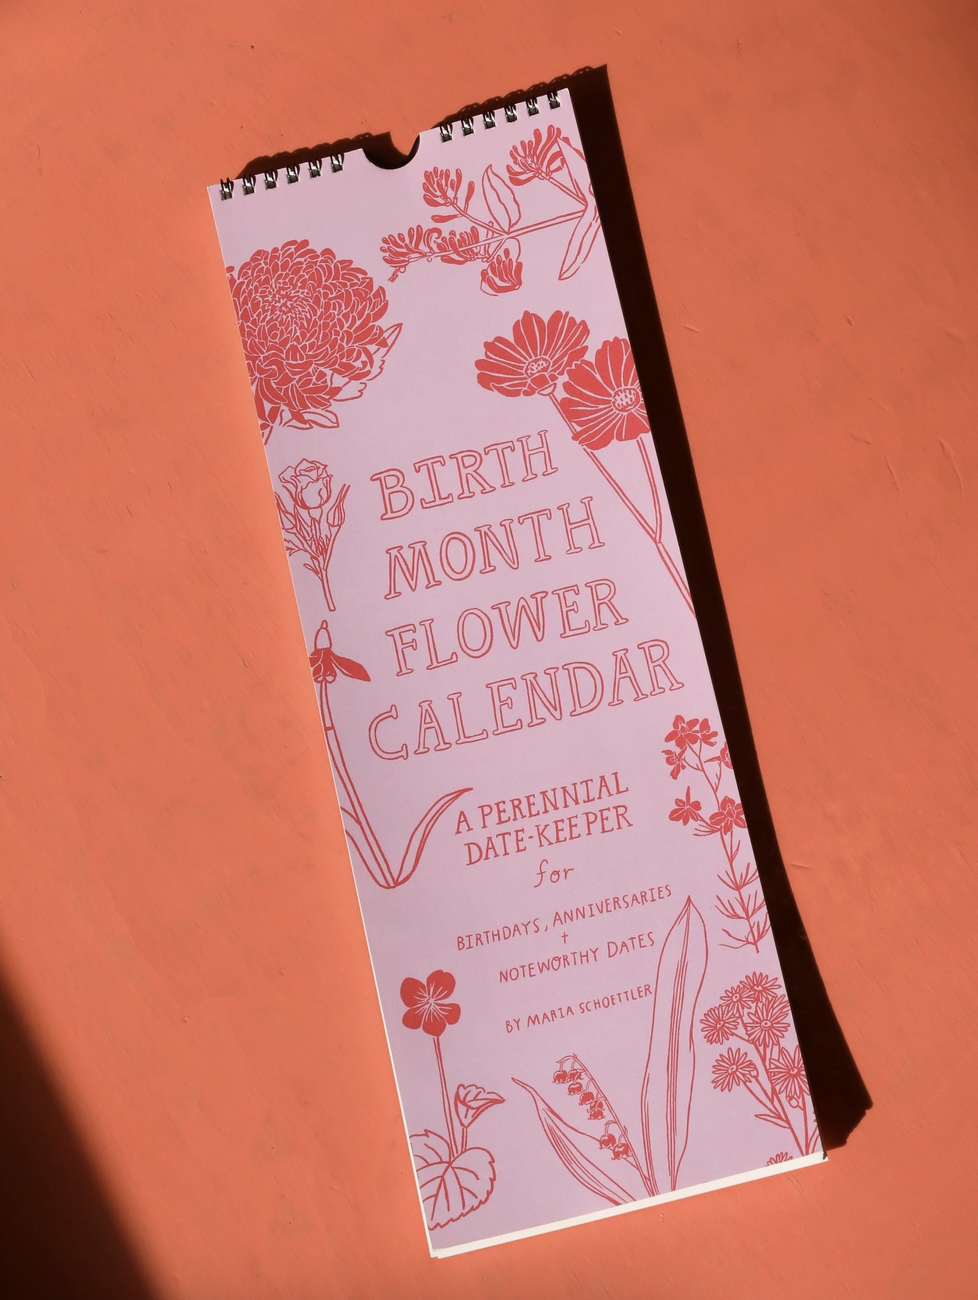 BIRTH
MONTH
FLOWER
CALENDAR
A PERENNIAL
DATE-KEEPER
for
BIRTHDAYS, ANNIVERSARIES
+
NOTEWORTHY DATES
BY MARIA SCHOETTLER